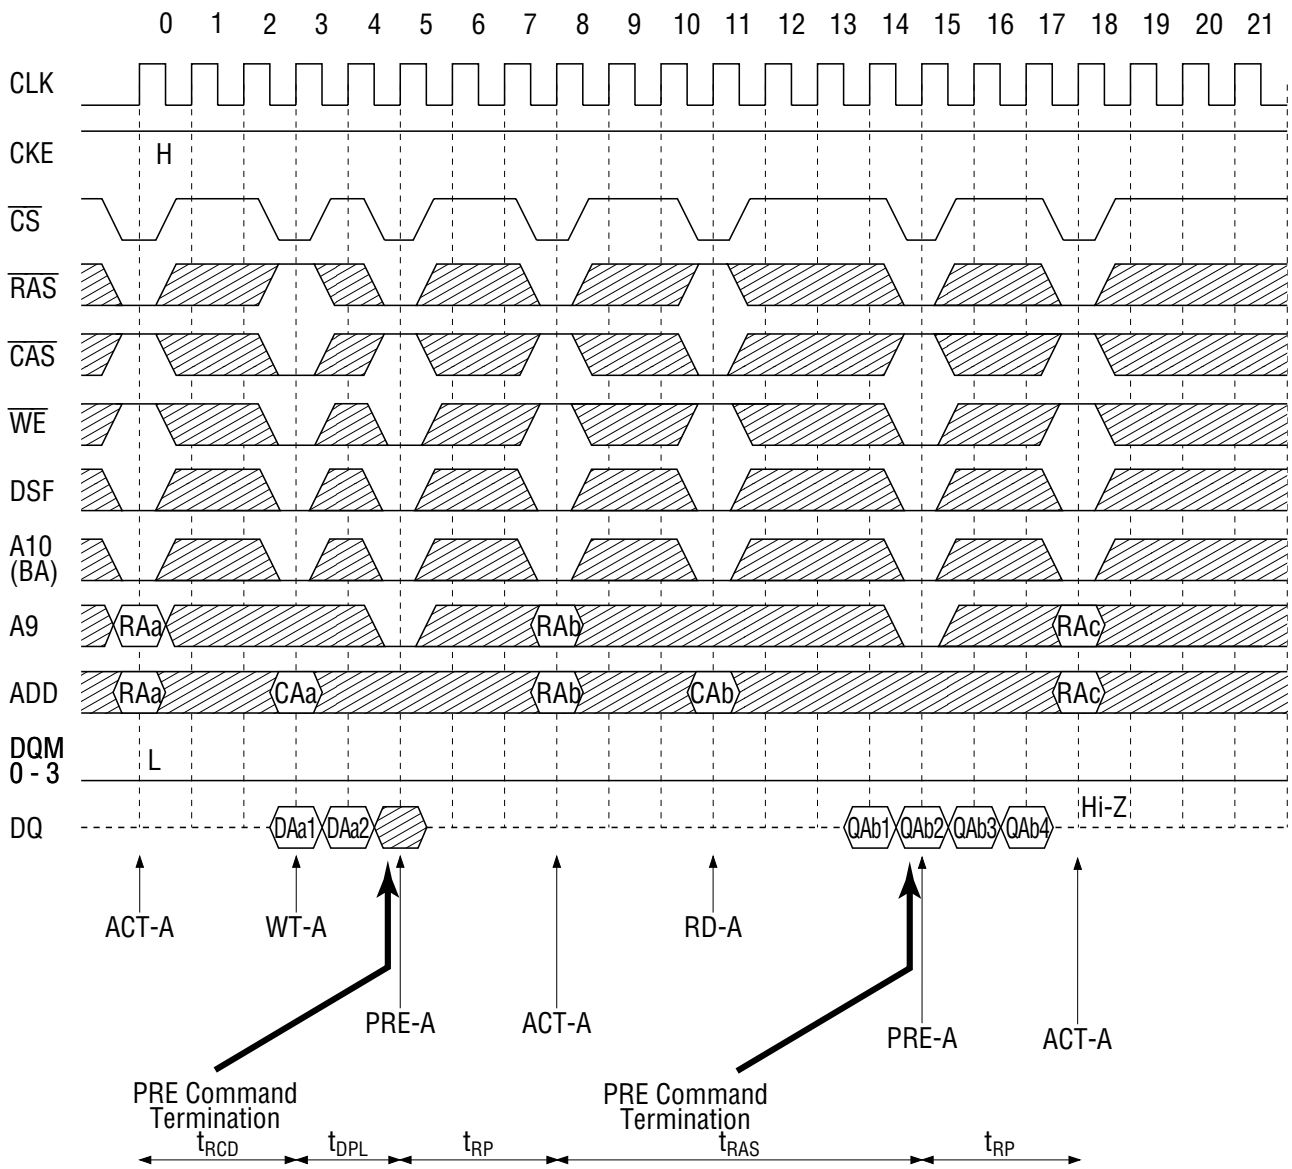 0 1 2 3 4 5 6 7 8 9 10 11 12 13 14 15 16 17 18 19 20 21
CLK
CKE H
CS
RAS
CAS
WE
DSF
A10
(BA)
A9 RAa RAb RAc
ADD RAa CAa RAb CAb RAc
DQM
0 - 3 L
DQ DAa1 DAa2 QAb1 QAb2 QAb3 QAb4 Hi-Z
ACT-A WT-A RD-A
PRE-A ACT-A PRE-A ACT-A
PRE Command
Termination
PRE Command
Termination
tRCD tDPL tRP tRAS tRP